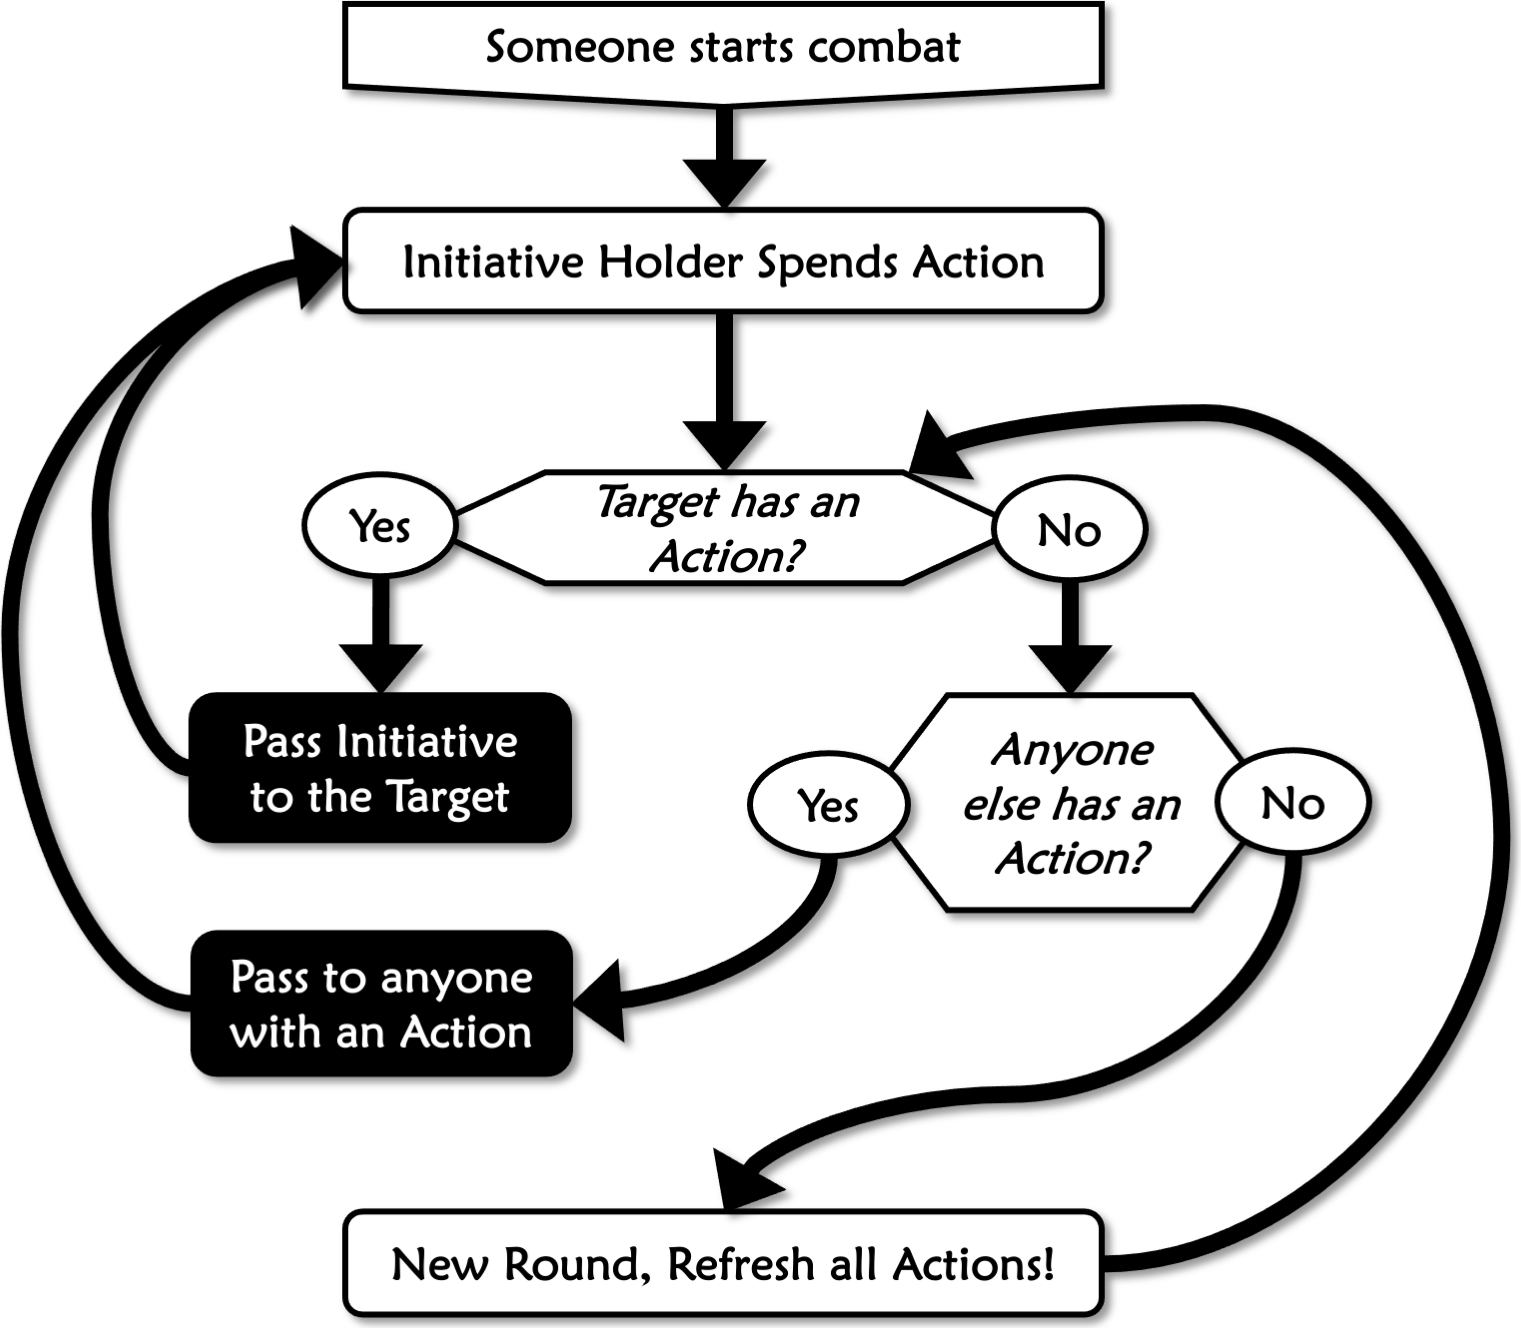 Someone starts combat
Initiative Holder Spends Action
Target has an
Action?
Yes
No
Pass Initiative
to the Target
Anyone
else has an
Action?
Yes
No
Pass to anyone
with an Action
New Round, Refresh all Actions!